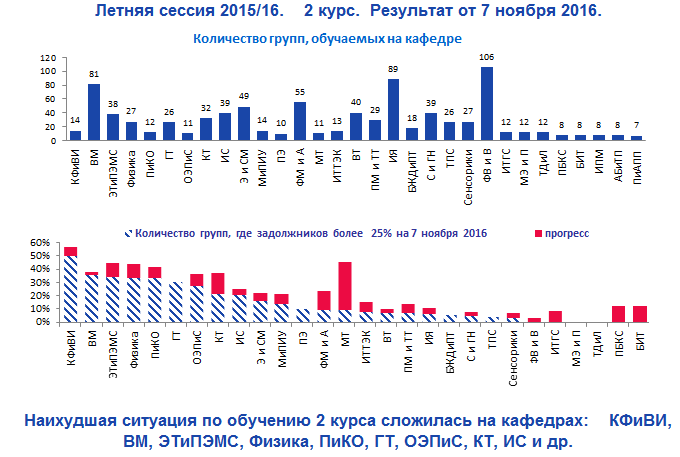 Летняя сессия 2015/16. 2 курс. Результат от 7 ноября 2016.
Количество групп, обучаемых на кафедре
120
100
80
60
40
20
0
14 81 38 27 12 26 11 32 39 49 14 10 55 11 13 40 29 89 18 39 26 27 106 12 12 12 8 8 8 8 7
КФиВИ ВМ ЭТиПЭМС Физика ПиКО ГТ ОЭПиС КТ ИС Э и СМ МиПИУ ПЭ ФМ и А МТ ИТТЭК ВТ ПМ и ТТ ИЯ БЖДиПТ С и ГН ТПС Сенсорики ФВ и В ИТГС МЭ и П ТДиЛ ПБКС БИТ ИПМ АБиТП ПиАПП
Количество групп, где задолжников более 25% на 7 ноября 2016 прогресс
60%
50%
40%
30%
20%
10%
0%
КФиВИ ВМ ЭТиПЭМС Физика ПиКО ГТ ОЭПиС КТ ИС Э и СМ МиПИУ ПЭ ФМ и А МТ ИТТЭК ВТ ПМ и ТТ ИЯ БЖДиПТ С и ГН ТПС Сенсорики ФВ и В ИТГС МЭ и П ТДиЛ ПБКС БИТ
Наихудшая ситуация по обучению 2 курса сложилась на кафедрах: КФиВИ,
ВМ, ЭТиПЭМС, Физика, ПиКО, ГТ, ОЭПиС, КТ, ИС и др.